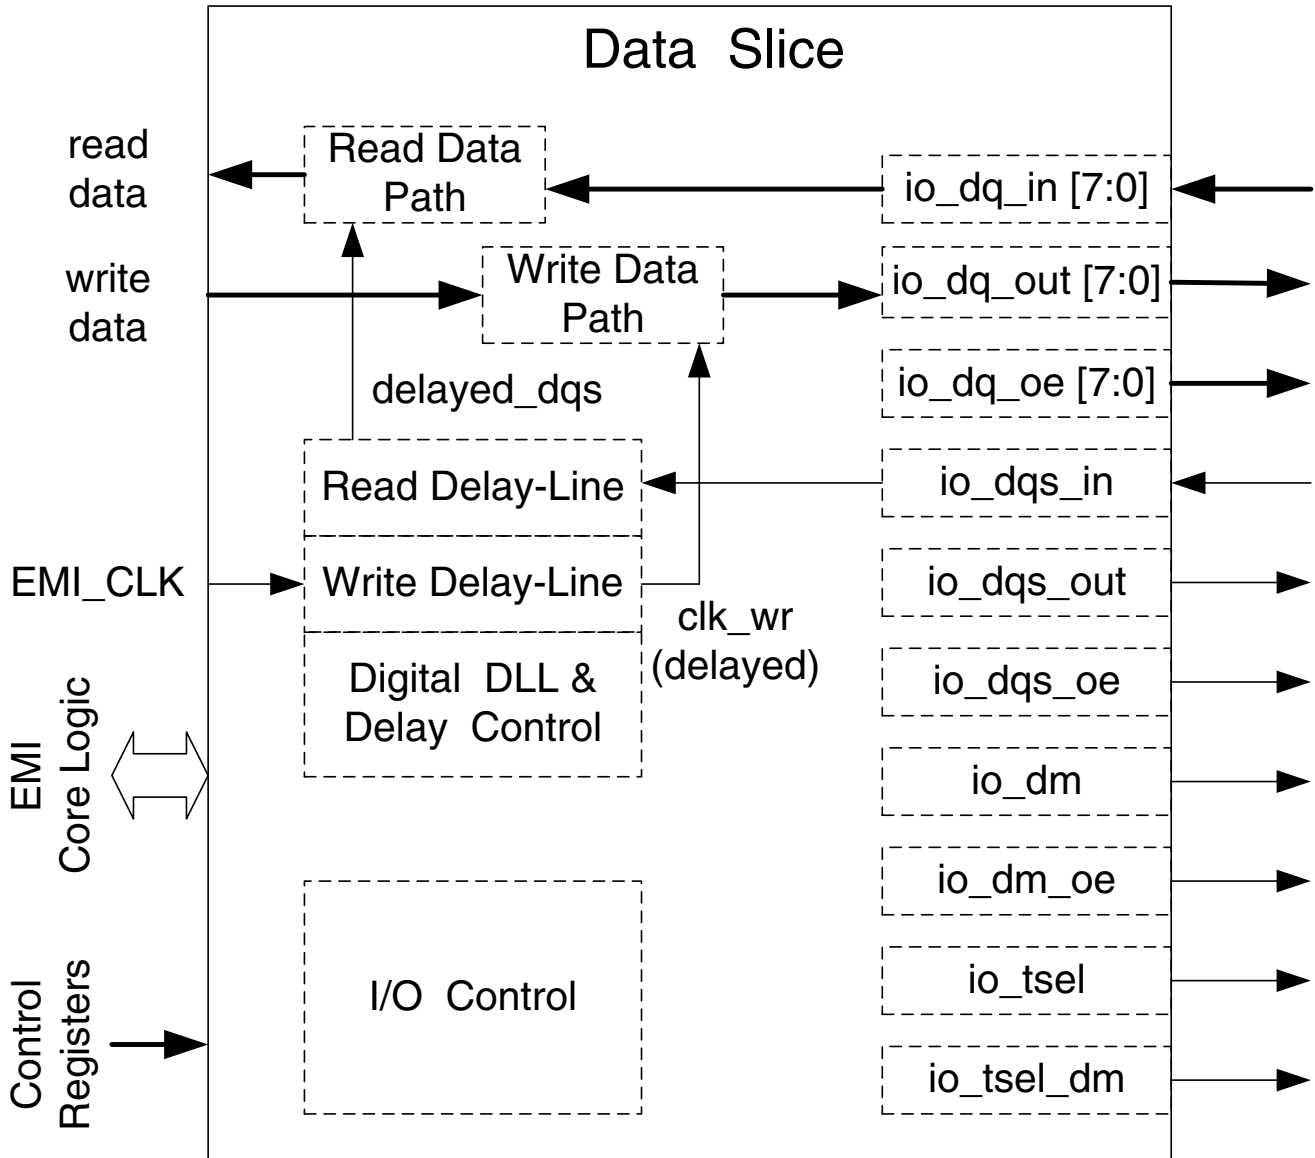 Data Slice
read
data
Read Data
Path
io_dq_in [7:0]
write
data
Write Data
Path
io_dq_out [7:0]
io_dq_oe [7:0]
delayed_dqs
Read Delay-Line
io_dqs_in
EMI_CLK
Write Delay-Line
io_dqs_out
clk_wr
(delayed)
Digital DLL &
Delay Control
io_dqs_oe
EMI
Core Logic
io_dm
io_dm_oe
Control
Registers
I/O Control
io_tsel
io_tsel_dm